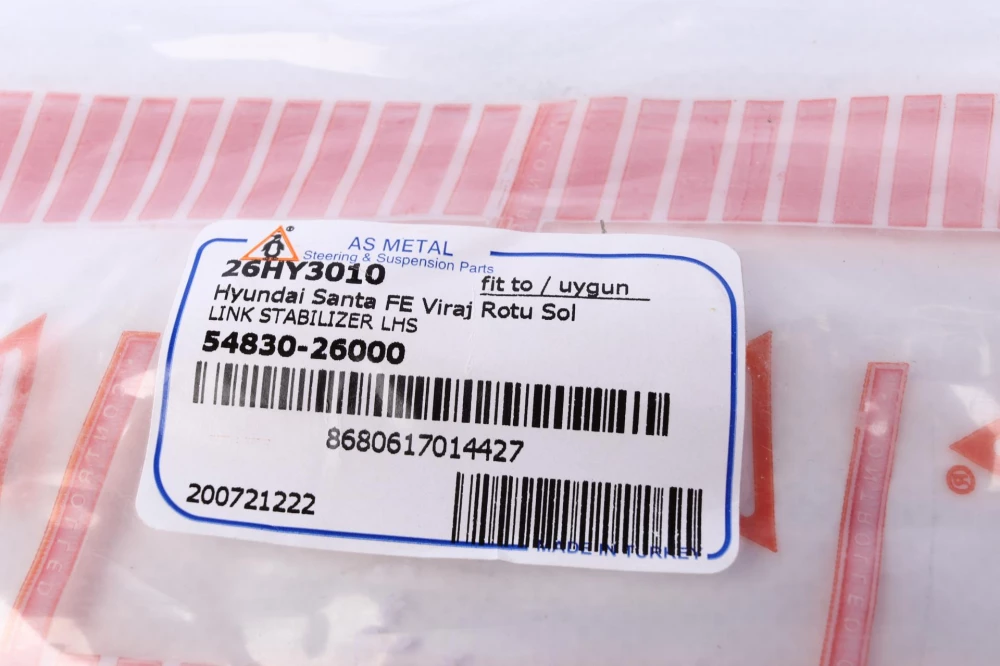 AS METAL
Steering & Suspension Parts
26HY3010
fit to / uygun
Hyundai Santa FE Viraj Rotu Sol
LINK STABILIZER LHS
54830-26000
8680617014427
200721222
MADE IN TURKEY